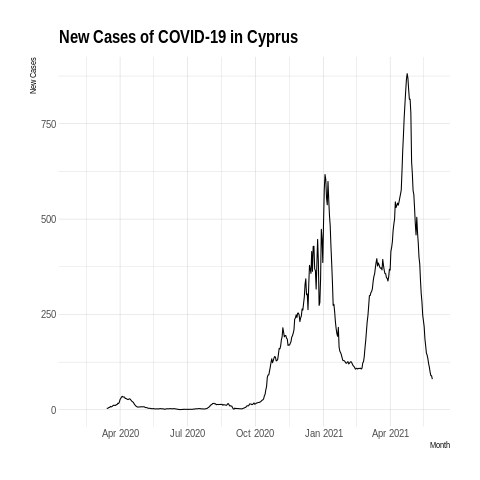 New Cases of COVID-19 in Cyprus
New Cases
750
500
250
0
Apr 2020 Jul 2020 Oct 2020 Jan 2021 Apr 2021
Month